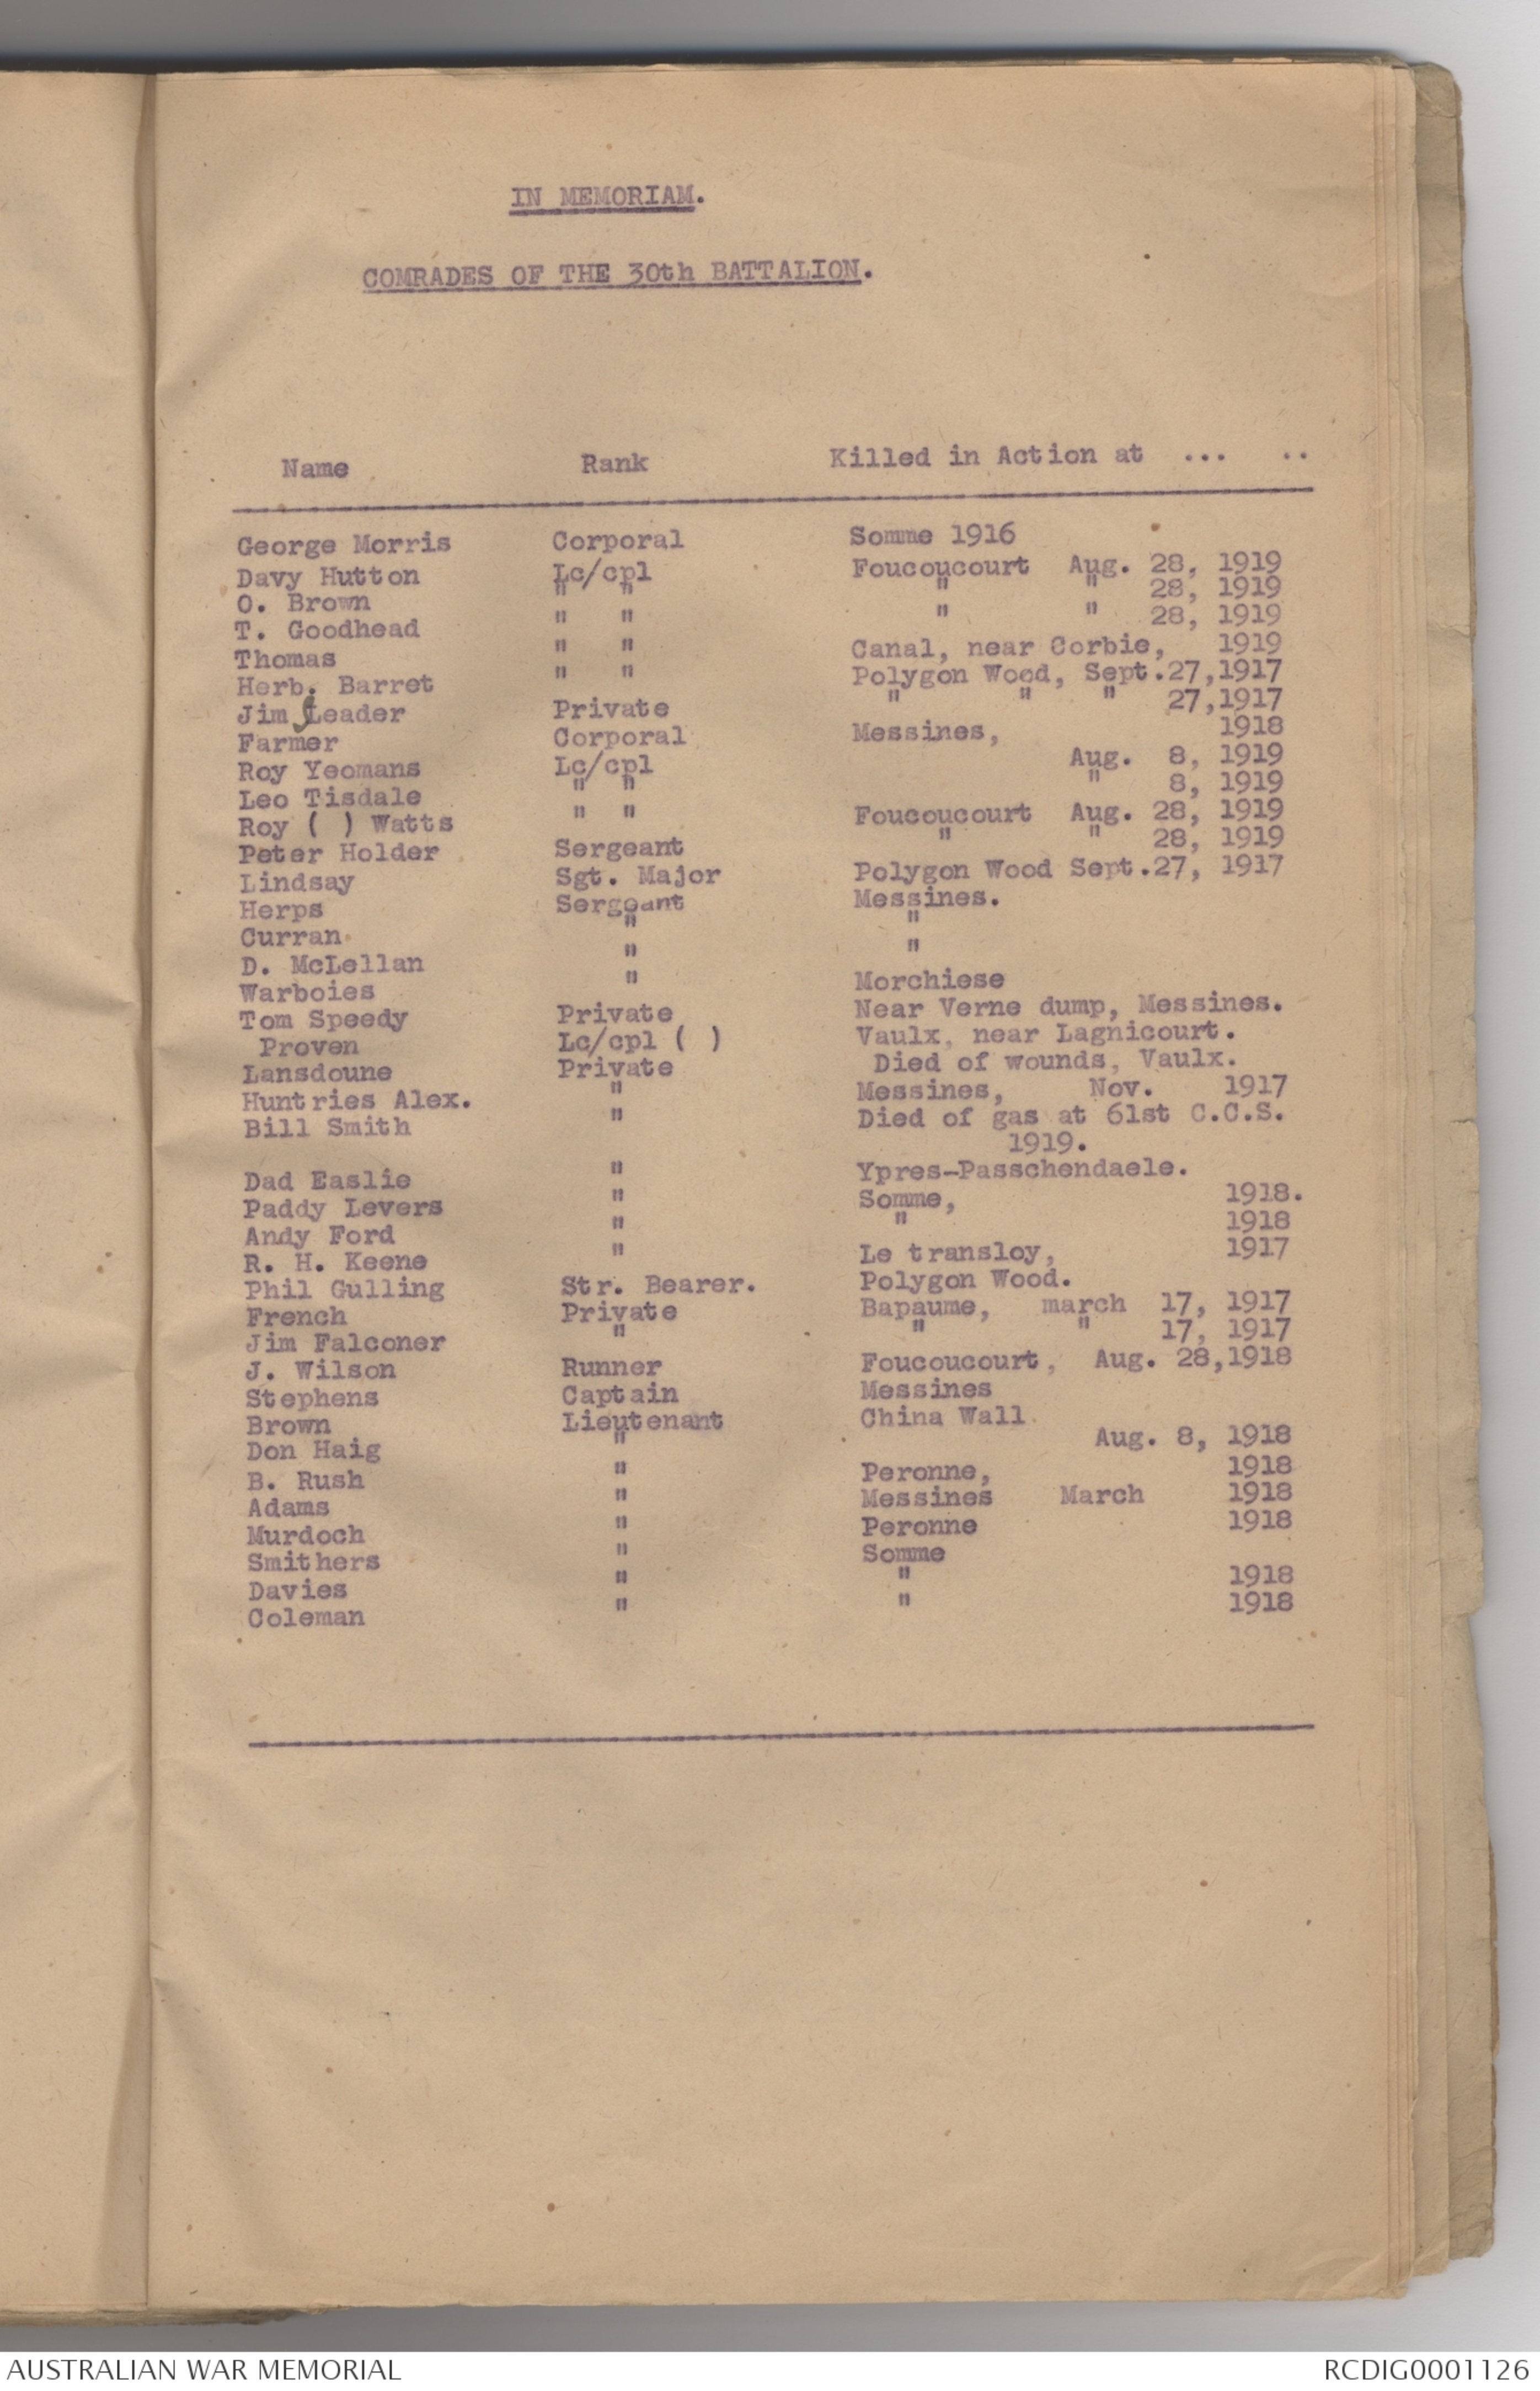 IN MEMORIAM.
COMRADES OF THE 30th BATTALION.
Name Rank Killed in Action at ... ..
George Morris Corporal Somme 1916
Davy Hutton Lc/cpl Foucoucourt Aug. 28, 1919
O. Brown " " " " 28, 1919
T. Goodhead " " " " 28, 1919
Thomas " " Canal, near Corbie, 1919
Herb. Barret " " Polygon Wood, Sept.27,1917
Jim Leader Private " " " 27,1917
Farmer Corporal Messines, 1918
Roy Yeomans Lc/cpl Aug. 8, 1919
Leo Tisdale " " " 8, 1919
Roy ( ) Watts " " Foucoucourt Aug. 28, 1919
Peter Holder Sergeant " " 28, 1919
Lindsay Sgt. Major Polygon Wood Sept.27, 1917
Herps Sergeant Messines.
Curran " "
D. McLellan " "
Warboies " Morchiese
Tom Speedy Private Near Verne dump, Messines.
Proven Lc/cpl ( ) Vaulx, near Lagnicourt.
Lansdoune Private Died of wounds, Vaulx.
Huntries Alex. " Messines, Nov. 1917
Bill Smith " Died of gas at 61st C.C.S.
1919.
Dad Easlie " Ypres-Passchendaele.
Paddy Levers " Somme, 1918.
Andy Ford " " 1918
R. H. Keene " Le transloy, 1917
Phil Gulling Str. Bearer. Polygon Wood.
French Private Bapaume, march 17, 1917
Jim Falconer " " " 17, 1917
J. Wilson Runner Foucoucourt, Aug. 28,1918
Stephens Captain Messines
Brown Lieutenant China Wall.
Don Haig " Aug. 8, 1918
B. Rush " Peronne, 1918
Adams " Messines March 1918
Murdoch " Peronne 1918
Smithers " Somme
Davies " " 1918
Coleman " " 1918
AUSTRALIAN WAR MEMORIAL RCDIG0001126